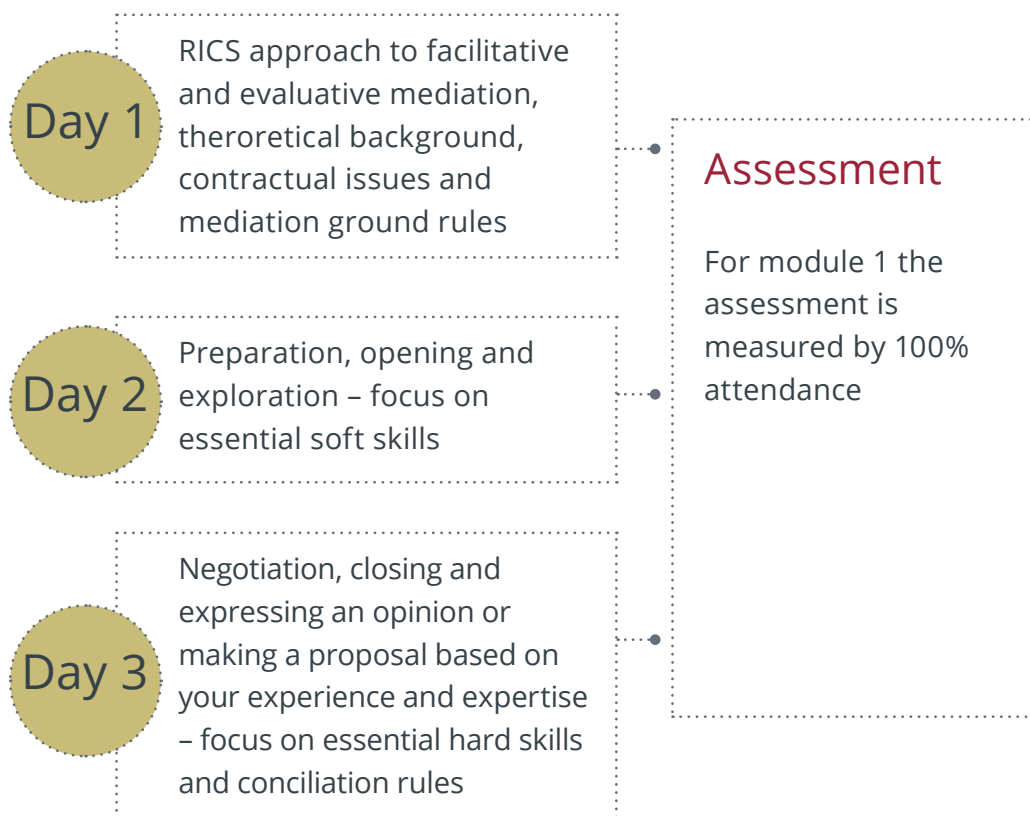 Day 1
RICS approach to facilitative
and evaluative mediation,
theroretical background,
contractual issues and
mediation ground rules
Day 2
Preparation, opening and
exploration – focus on
essential soft skills
Day 3
Negotiation, closing and
expressing an opinion or
making a proposal based on
your experience and expertise
– focus on essential hard skills
and conciliation rules
Assessment
For module 1 the
assessment is
measured by 100%
attendance